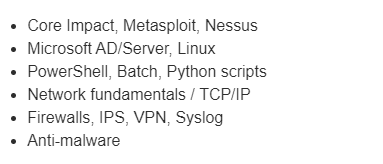 • Core Impact, Metasploit, Nessus
• Microsoft AD/Server, Linux
• PowerShell, Batch, Python scripts
• Network fundamentals / TCP/IP
• Firewalls, IPS, VPN, Syslog
• Anti-malware